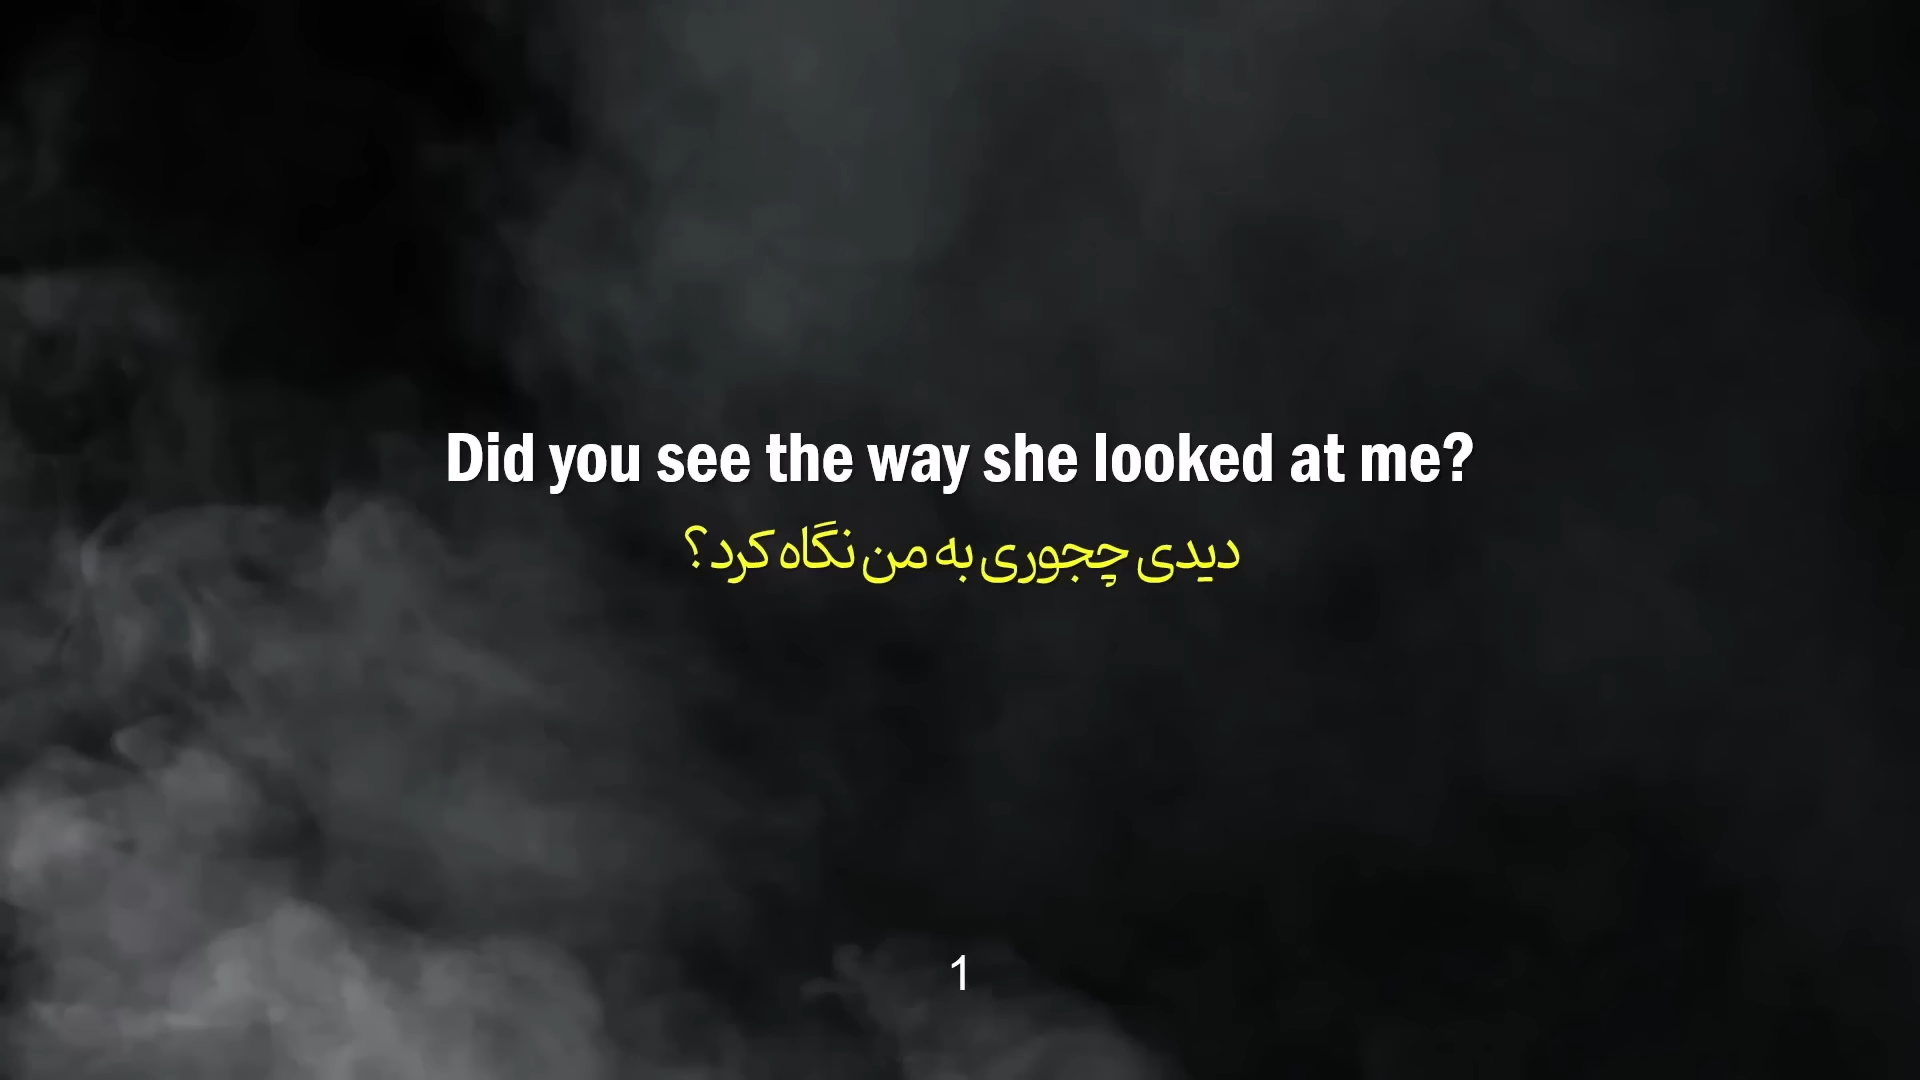 Did you see the way she looked at me?
دیدی چجوری به من نگاه کرد؟
1